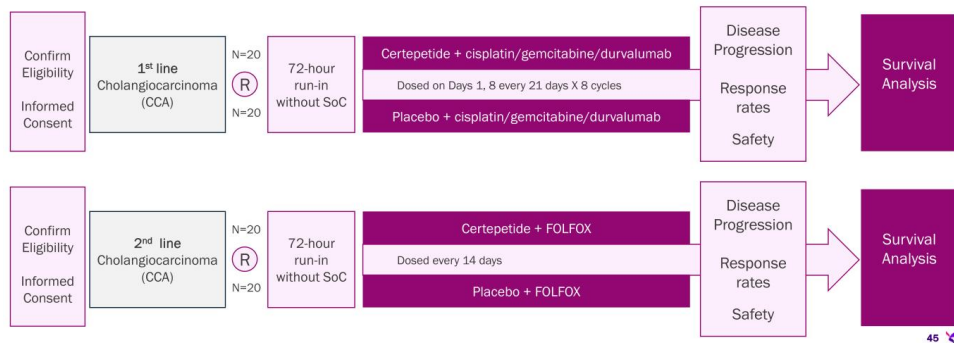 Confirm
Eligibility
Informed
Consent
1st line
Cholangiocarcinoma
(CCA)
N=20
R
N=20
72-hour
run-in
without SoC
Certepetide + cisplatin/gemcitabine/durvalumab
Dosed on Days 1, 8 every 21 days X 8 cycles
Placebo + cisplatin/gemcitabine/durvalumab
Disease
Progression
Response
rates
Safety
Survival
Analysis
Confirm
Eligibility
Informed
Consent
2nd line
Cholangiocarcinoma
(CCA)
N=20
R
N=20
72-hour
run-in
without SoC
Certepetide + FOLFOX
Dosed every 14 days
Placebo + FOLFOX
Disease
Progression
Response
rates
Safety
Survival
Analysis
45